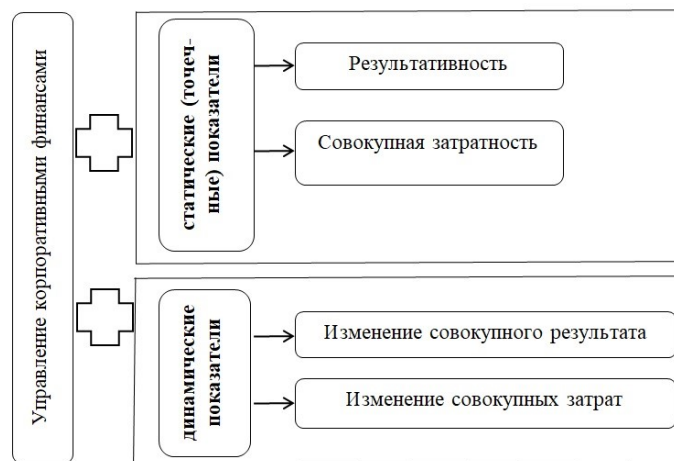 Управление корпоративными финансами
статические (точеч-
ные) показатели
Результативность
Совокупная затратность
динамические
показатели
Изменение совокупного результата
Изменение совокупных затрат